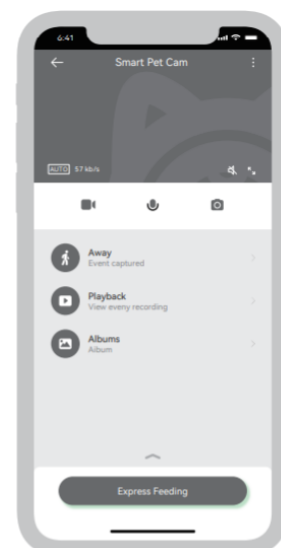 6:41
Smart Pet Cam
AUTO 57 kb/s
Away
Event captured
Playback
View every recording
Albums
Album
Express Feeding